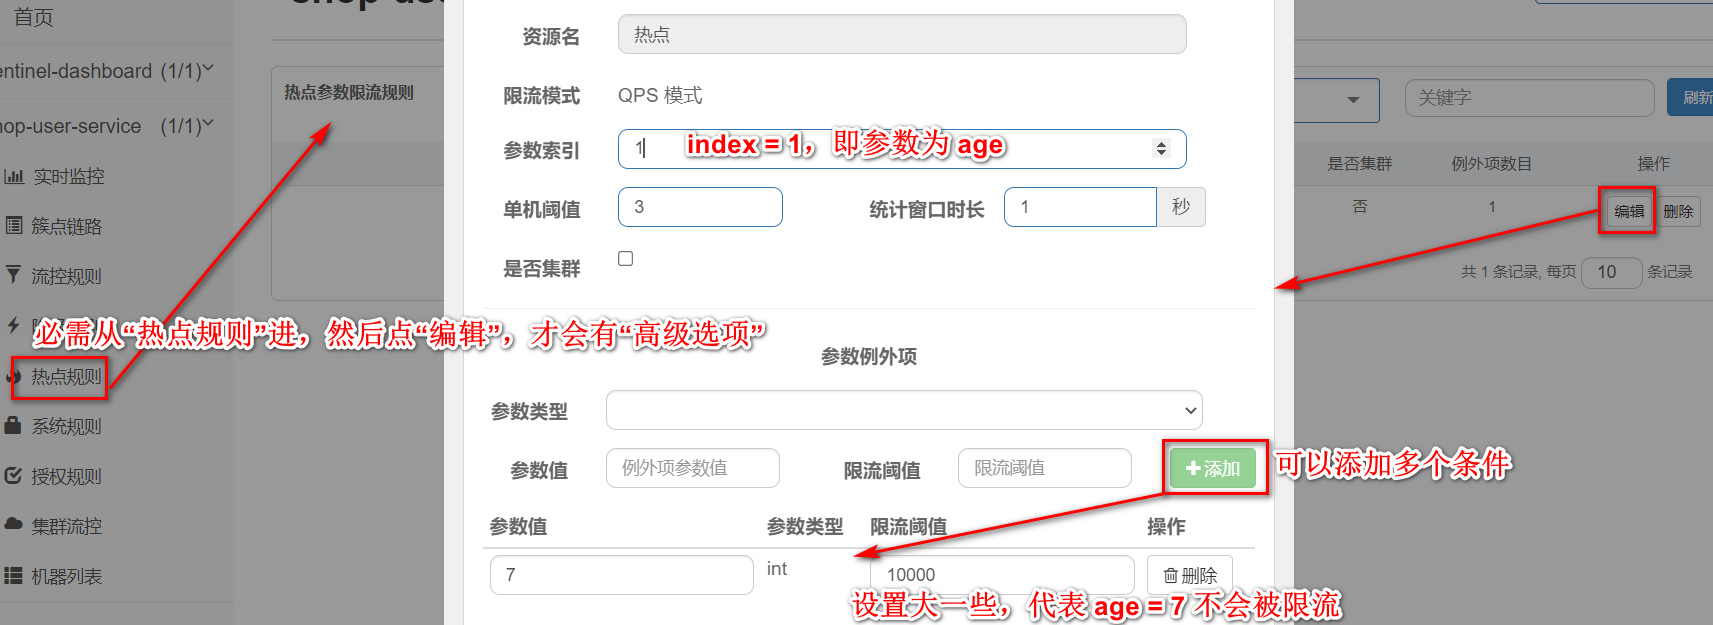 首页
资源名
热点
entinel-dashboard (1/1)
热点参数限流规则
限流模式
QPS 模式
关键字
刷新
hop-user-service (1/1)
参数索引
1
index = 1，即参数为 age
是否集群
例外项数目
操作
实时监控
单机阈值
3
统计窗口时长
1
秒
否
1
编辑
删除
簇点链路
是否集群
流控规则
共 1 条记录, 每页
10
条记录
必需从“热点规则”进，然后点“编辑”，才会有“高级选项”
参数例外项
热点规则
参数类型
系统规则
参数值
例外项参数值
限流阈值
限流阈值
添加
可以添加多个条件
授权规则
集群流控
参数值
参数类型
限流阈值
操作
机器列表
7
int
10000
删除
设置大一些，代表 age = 7 不会被限流